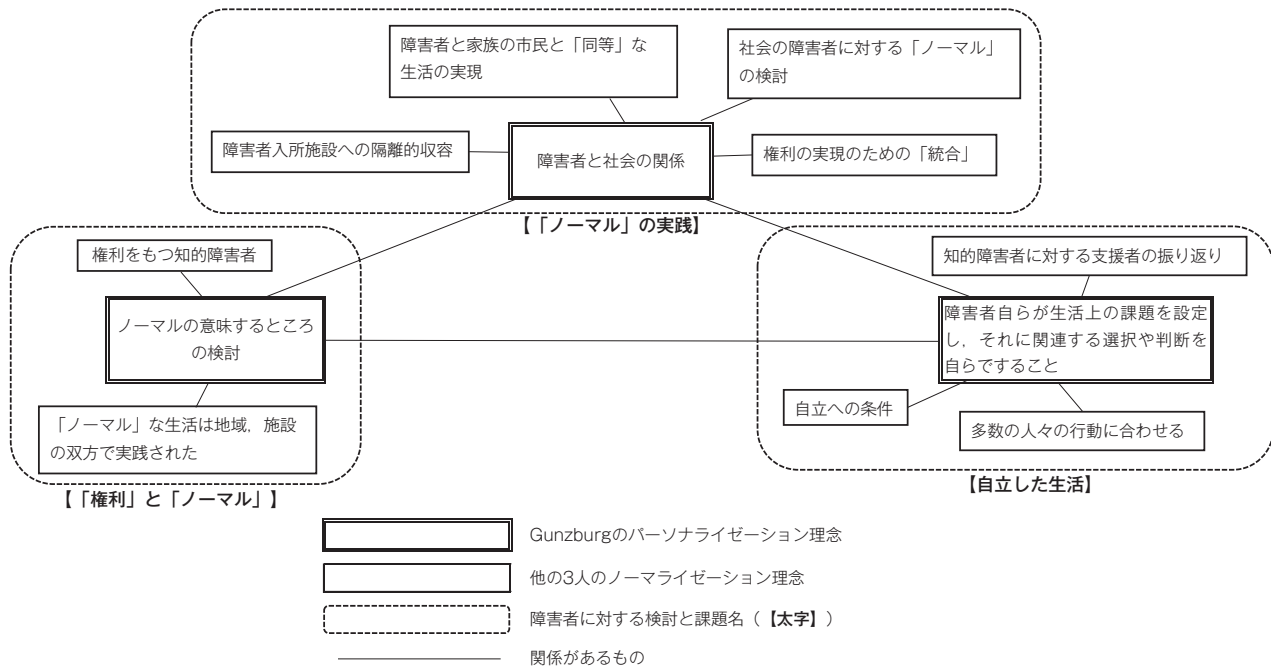 障害者と家族の市民と「同等」な
生活の実現
社会の障害者に対する「ノーマル」
の検討
障害者入所施設への隔離的収容
障害者と社会の関係
権利の実現のための「統合」
【「ノーマル」の実践】
権利をもつ知的障害者
ノーマルの意味するところ
の検討
「ノーマル」な生活は地域，施設
の双方で実践された
【「権利」と「ノーマル」】
知的障害者に対する支援者の振り返り
障害者自らが生活上の課題を設定
し，それに関連する選択や判断を
自らですること
自立への条件
多数の人々の行動に合わせる
【自立した生活】
Gunzburgのパーソナライゼーション理念
他の3人のノーマライゼーション理念
障害者に対する検討と課題名（【太字】）
関係があるもの